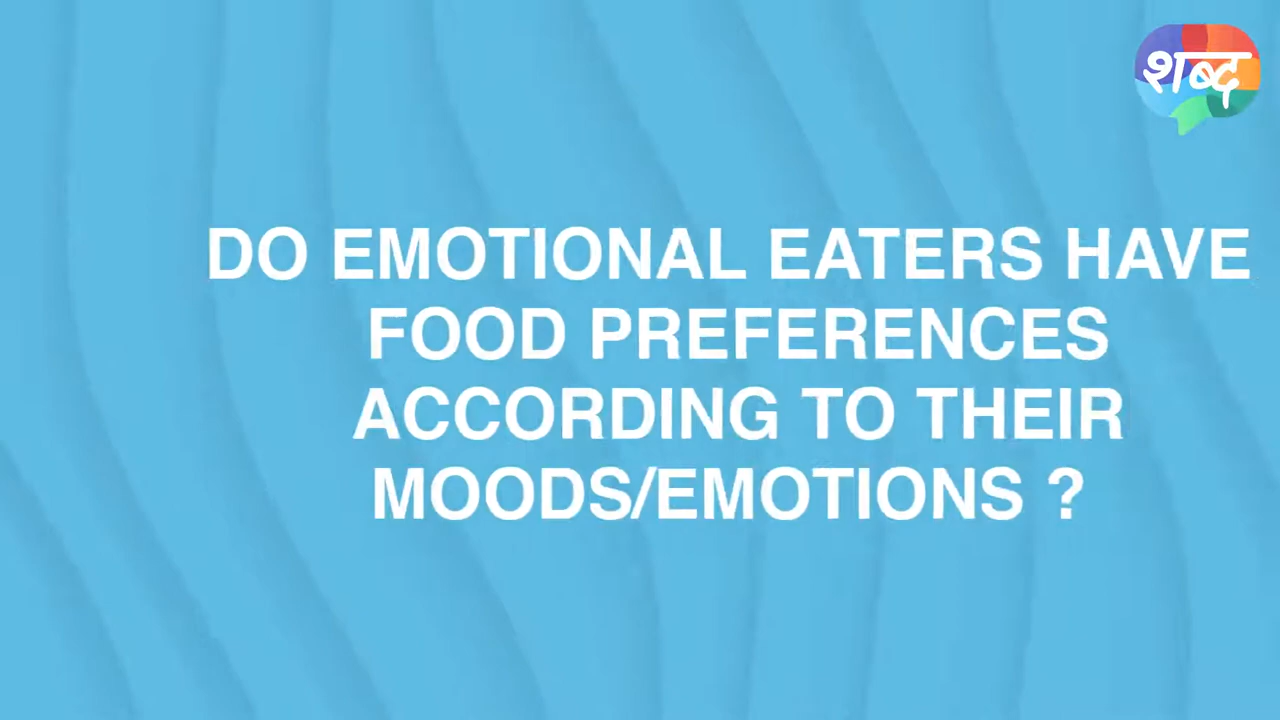 शब्द
DO EMOTIONAL EATERS HAVE
FOOD PREFERENCES
ACCORDING TO THEIR
MOODS/EMOTIONS ?